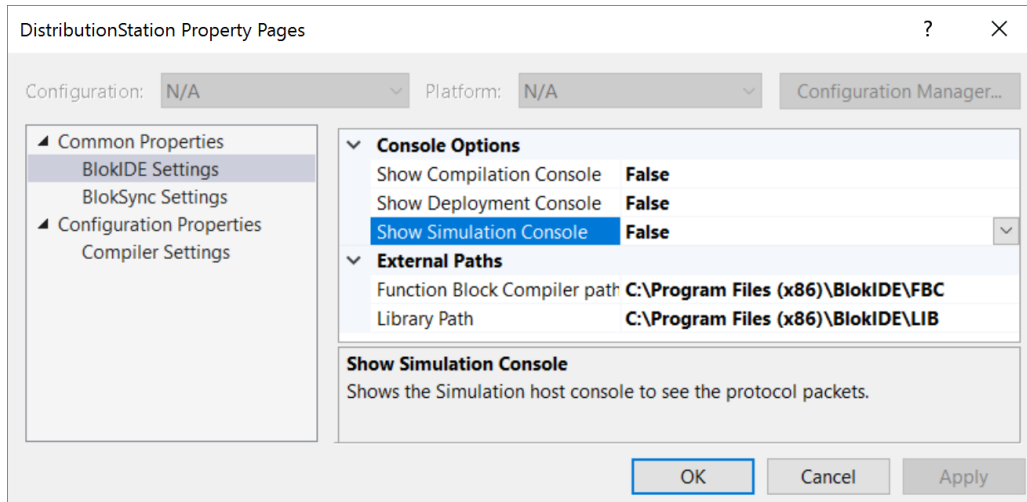 DistributionStation Property Pages
Configuration: N/A Platform: N/A Configuration Manager...
Common Properties
BlokIDE Settings
BlokSync Settings
Configuration Properties
Compiler Settings
Console Options
Show Compilation Console False
Show Deployment Console False
Show Simulation Console False
External Paths
Function Block Compiler path C:\Program Files (x86)\BlokIDE\FBC
Library Path C:\Program Files (x86)\BlokIDE\LIB
Show Simulation Console
Shows the Simulation host console to see the protocol packets.
OK Cancel Apply